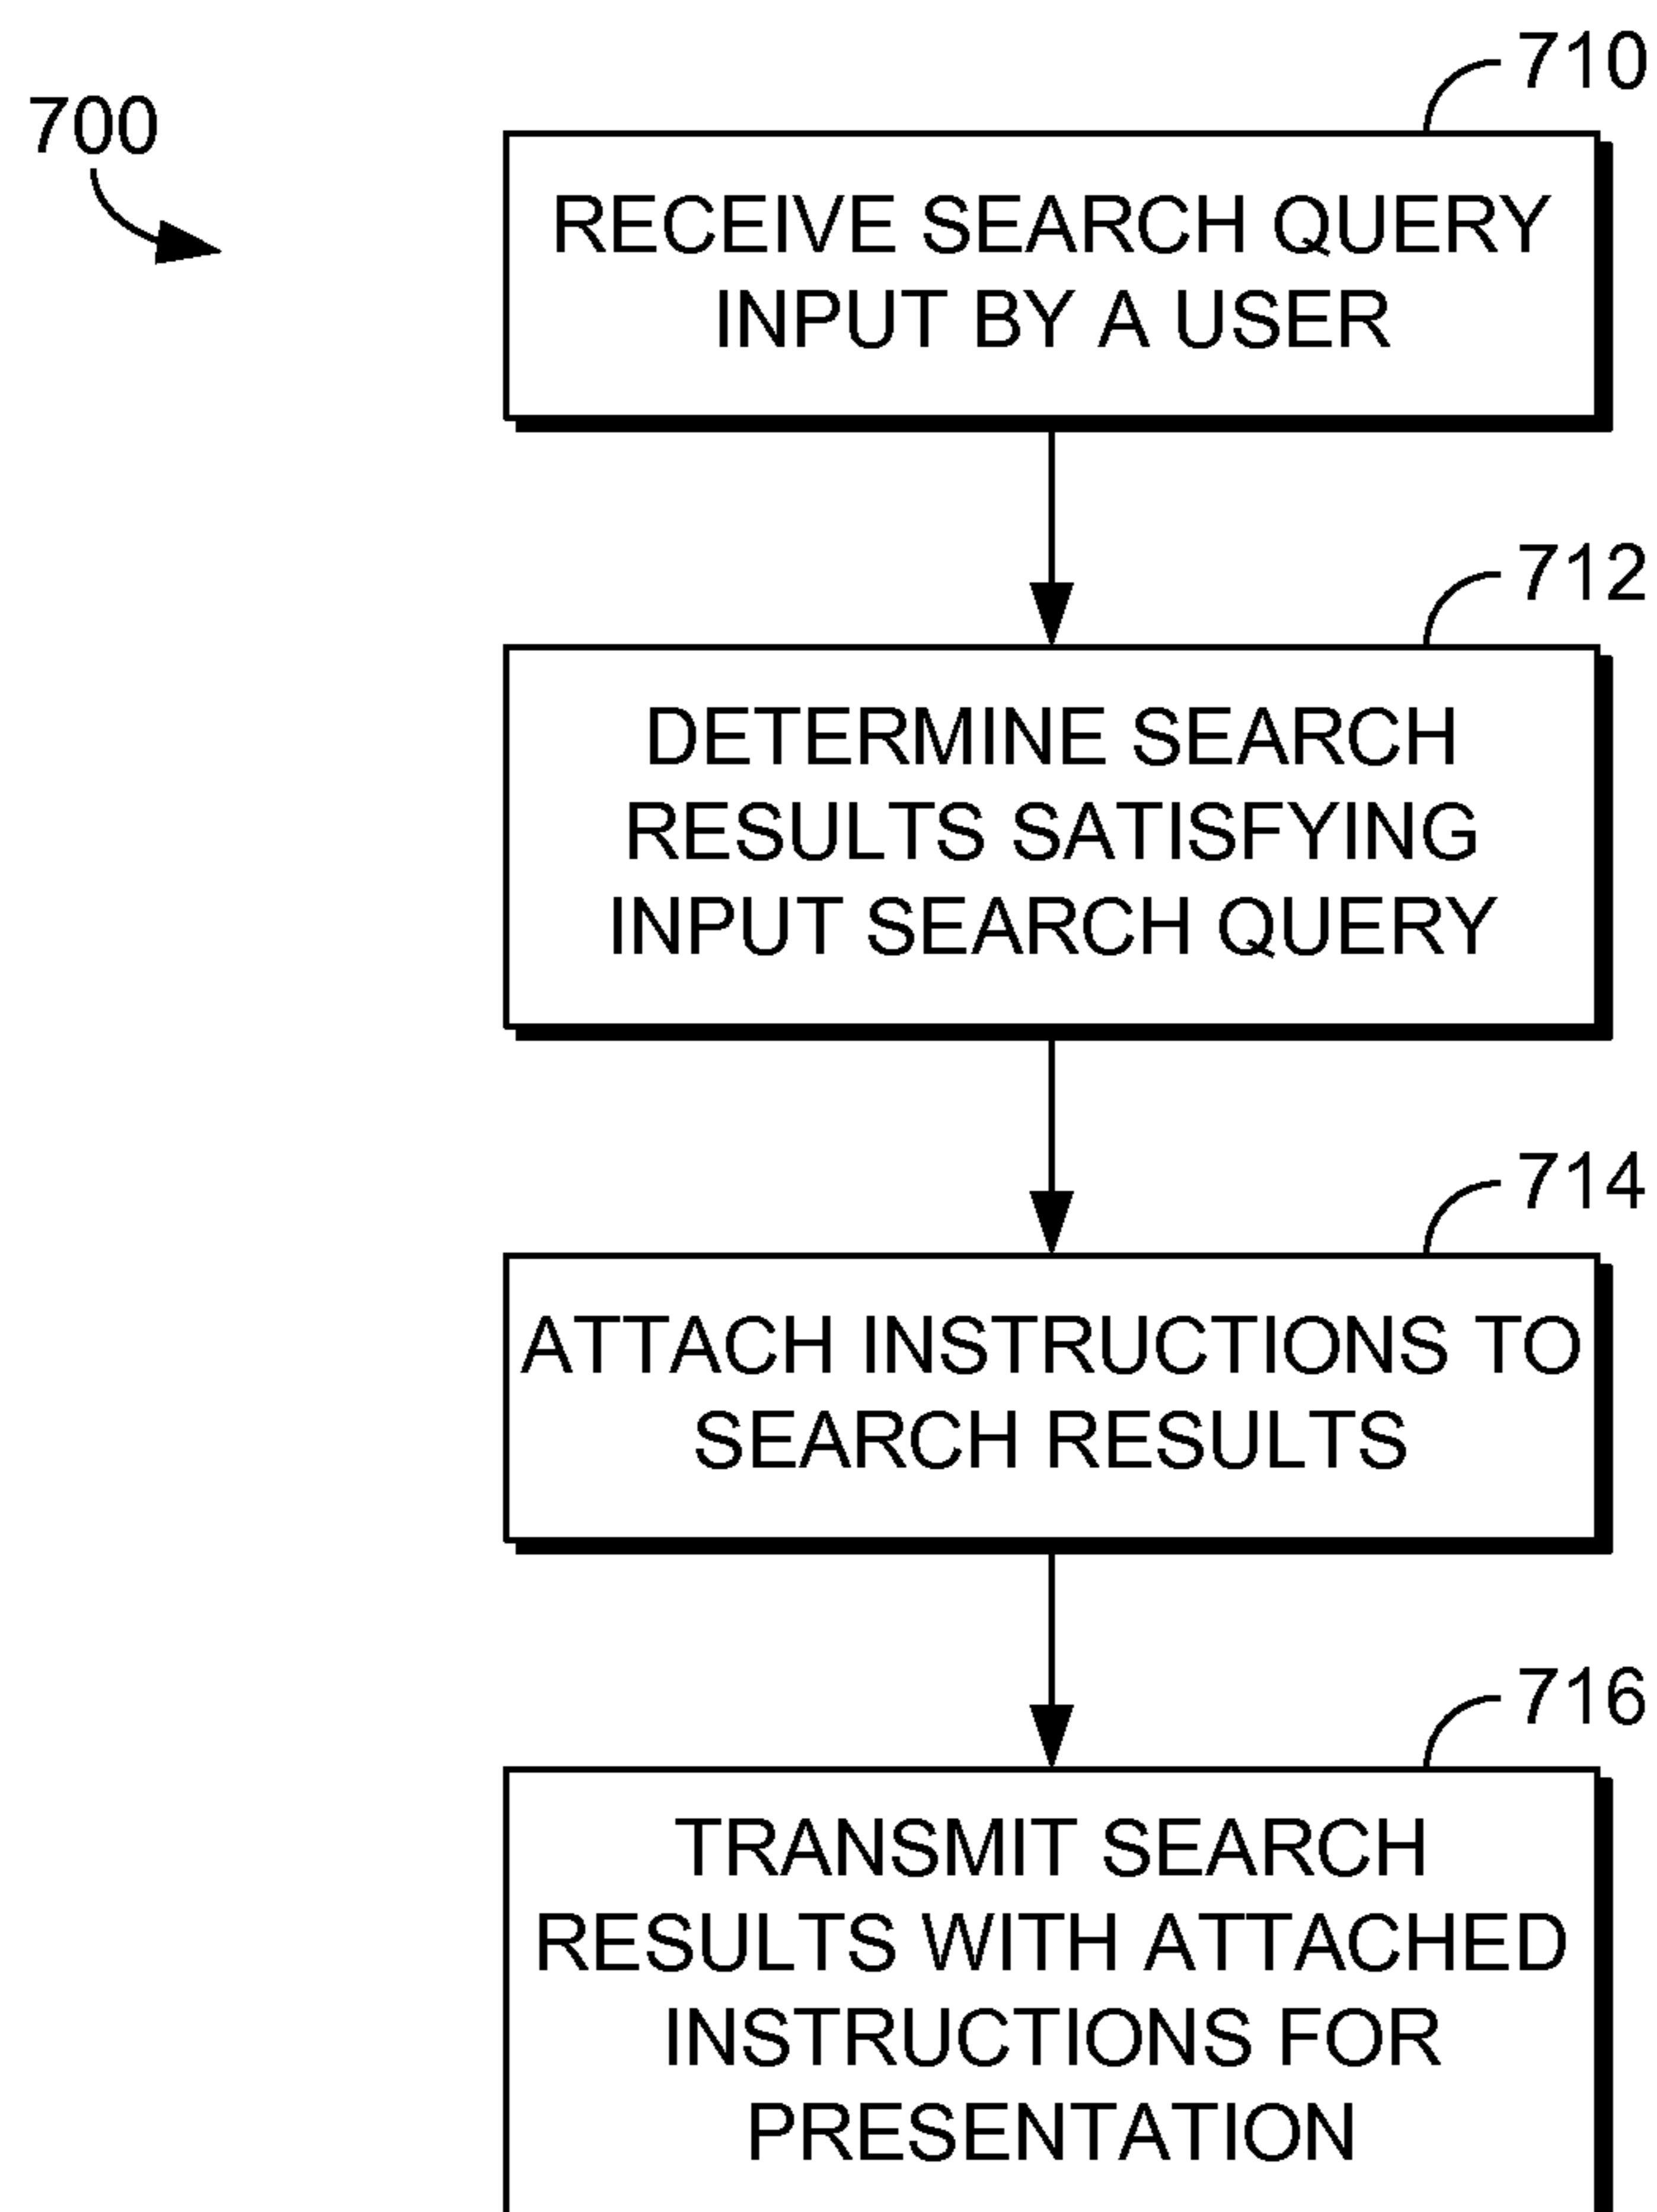 700
710
RECEIVE SEARCH QUERY
INPUT BY A USER
712
DETERMINE SEARCH
RESULTS SATISFYING
INPUT SEARCH QUERY
714
ATTACH INSTRUCTIONS TO
SEARCH RESULTS
716
TRANSMIT SEARCH
RESULTS WITH ATTACHED
INSTRUCTIONS FOR
PRESENTATION